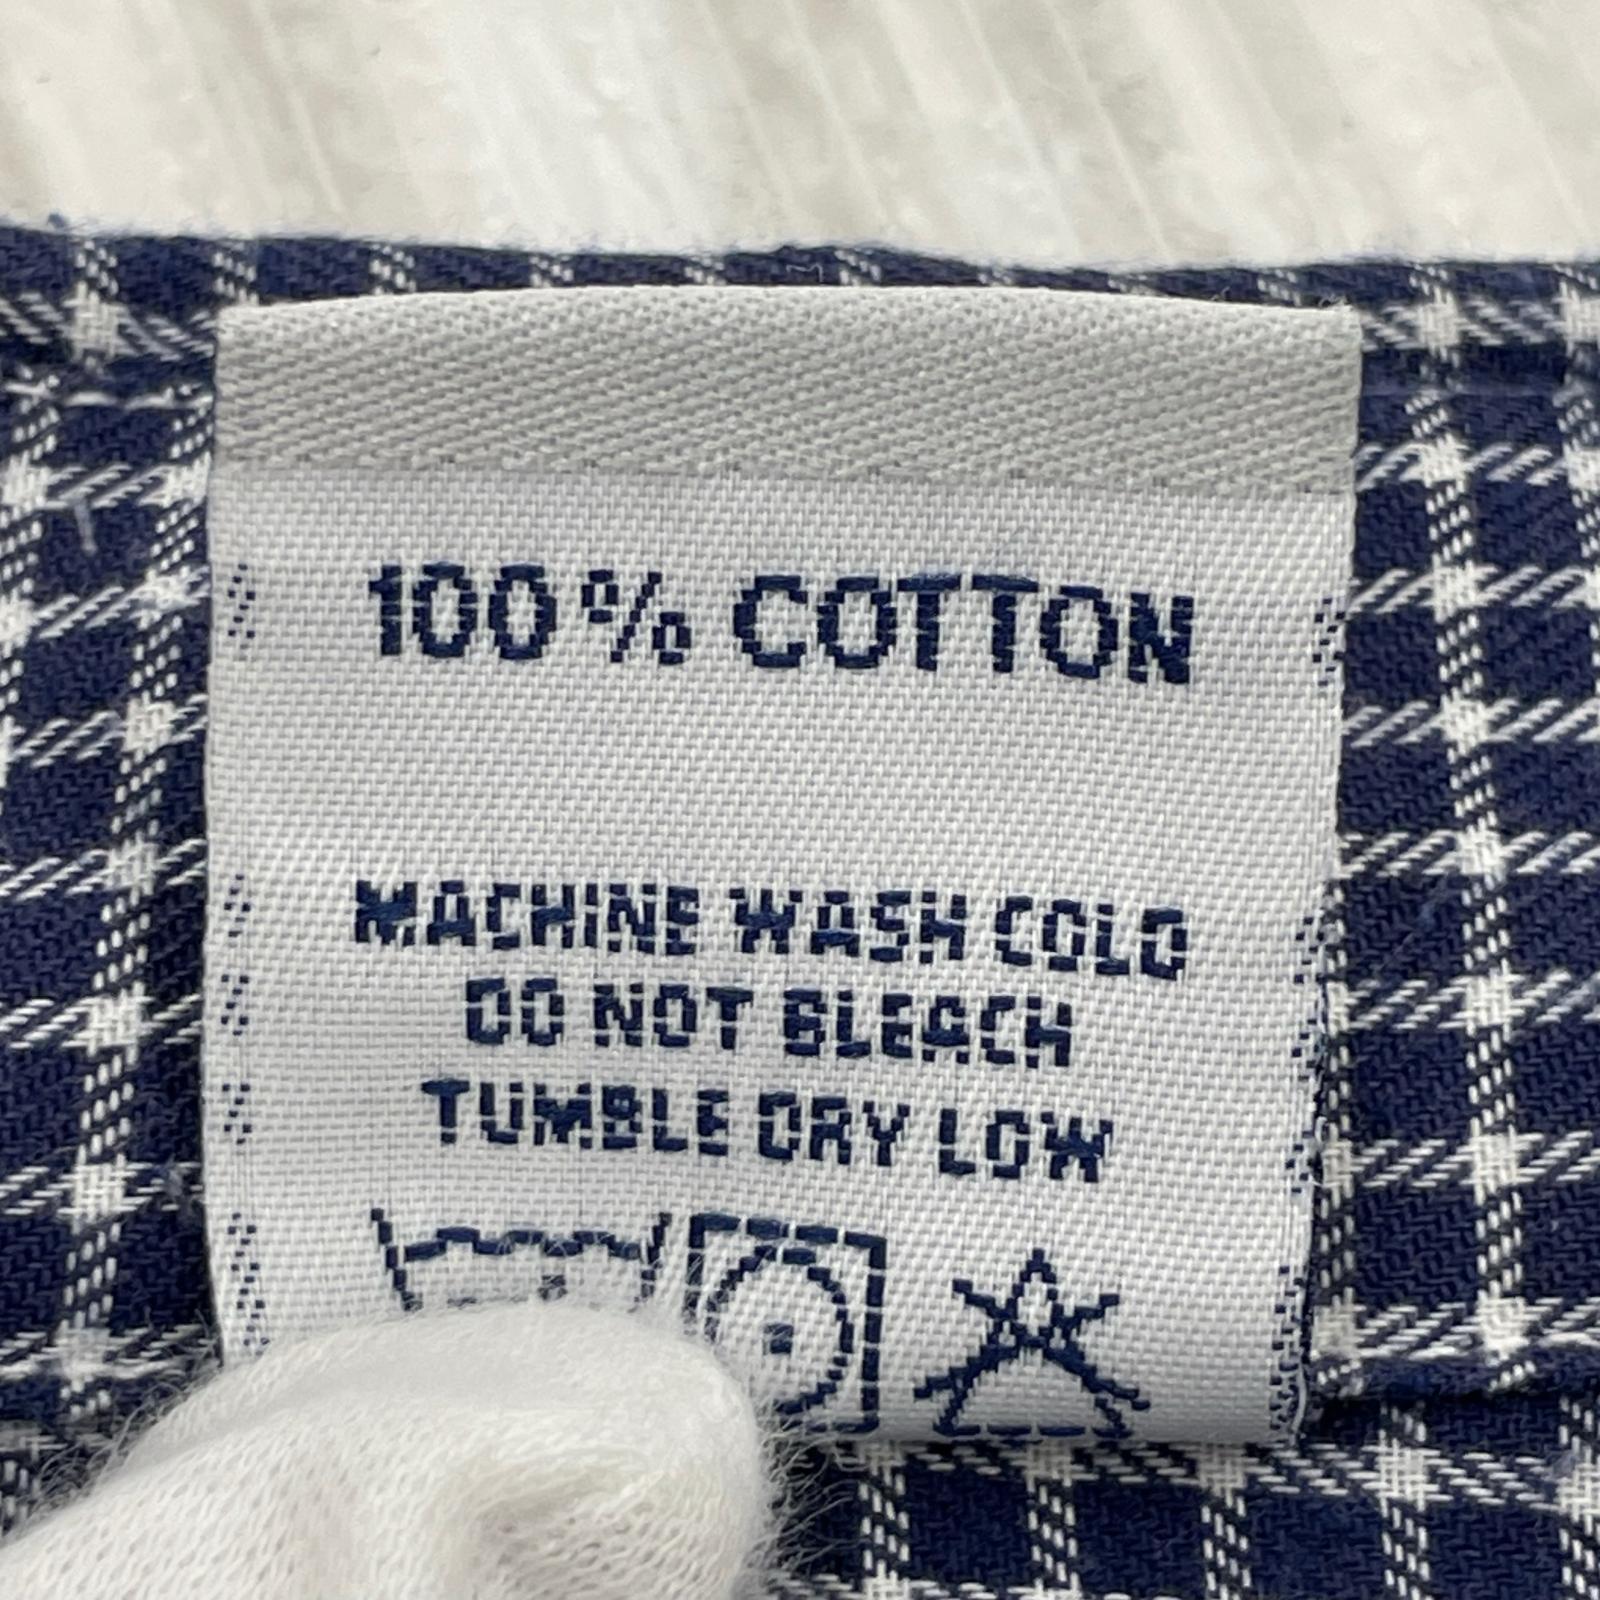 100% COTTON
MACHINE WASH COLD
DO NOT BLEACH
TUMBLE DRY LOW